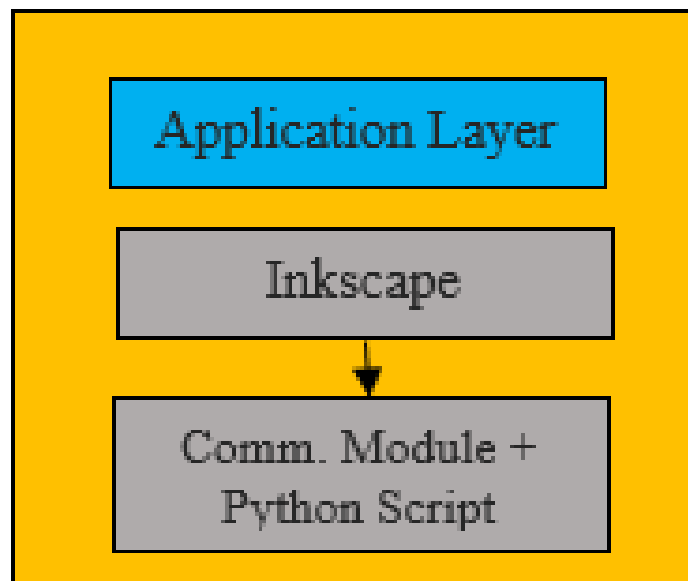 Application Layer
Inkscape
Comm. Module +
Python Script